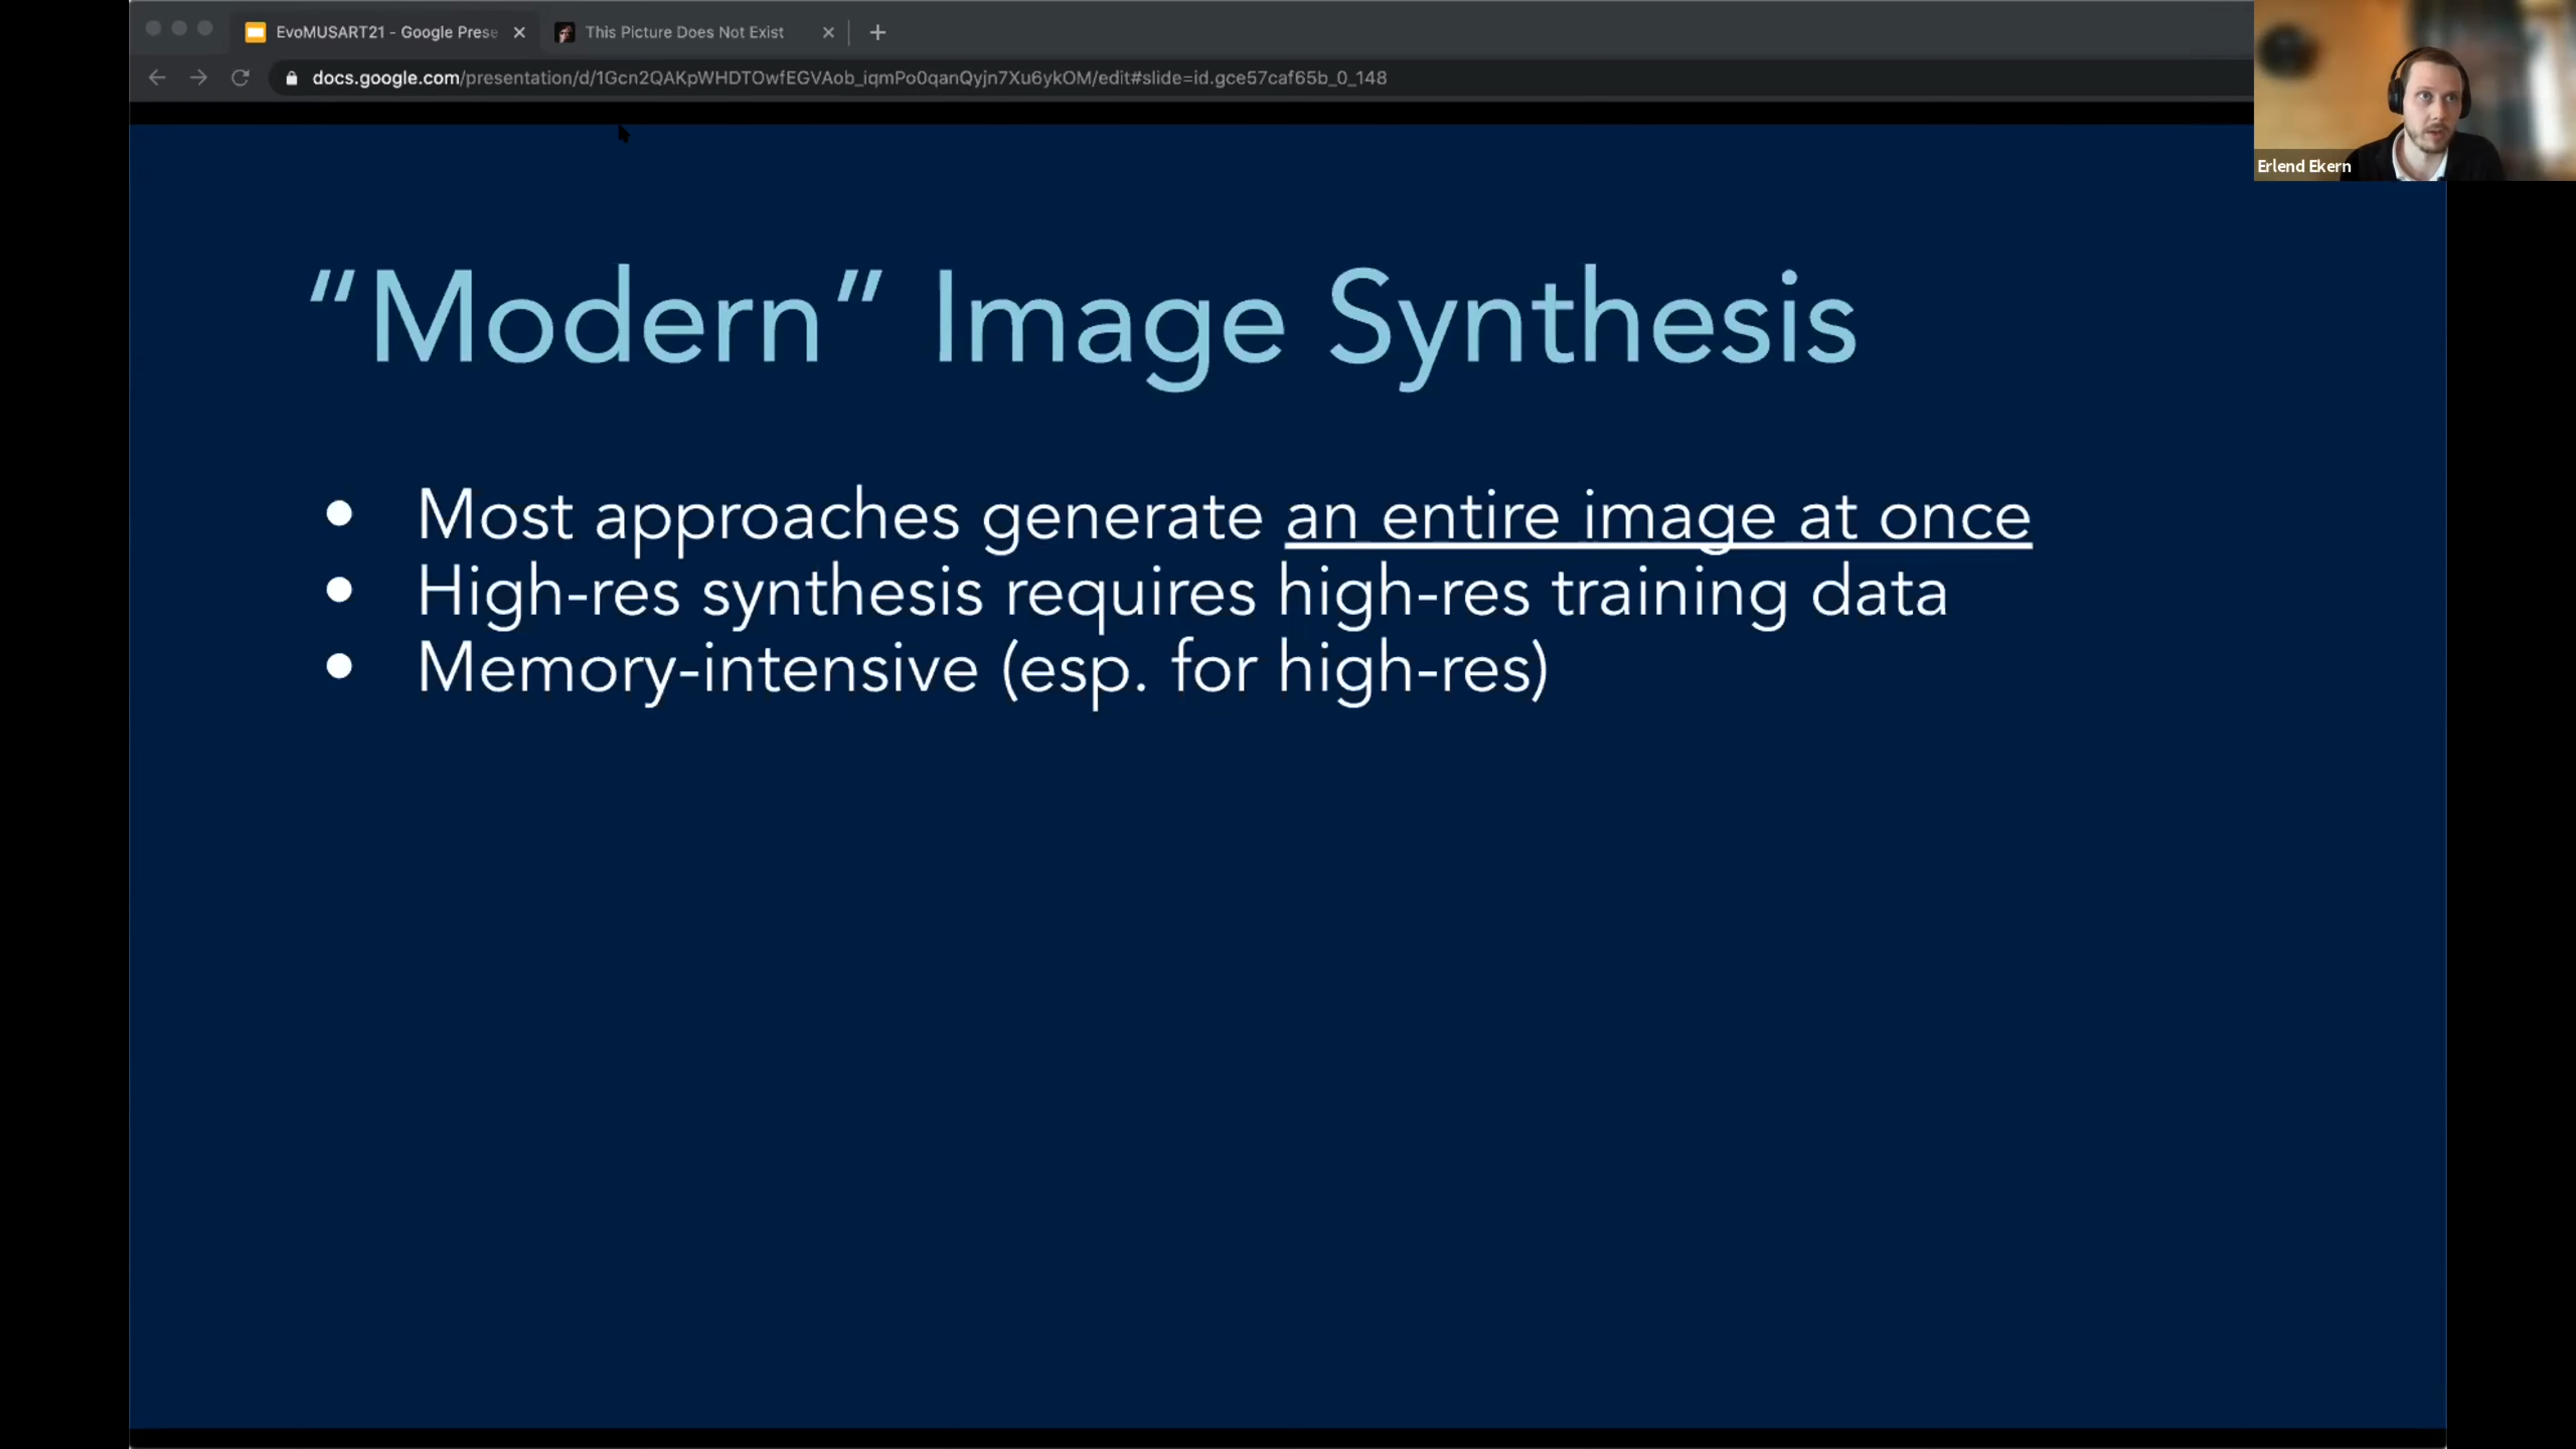 EvoMUSART21 - Google Prese
This Picture Does Not Exist
docs.google.com/presentation/d/1Gcn2QAKpWHDTOwfEGVAob_iqmPo0qanQyjn7Xu6ykOM/edit#slide=id.gce57caf65b_0_148
Erlend Ekern
“Modern” Image Synthesis
• Most approaches generate an entire image at once
• High-res synthesis requires high-res training data
• Memory-intensive (esp. for high-res)